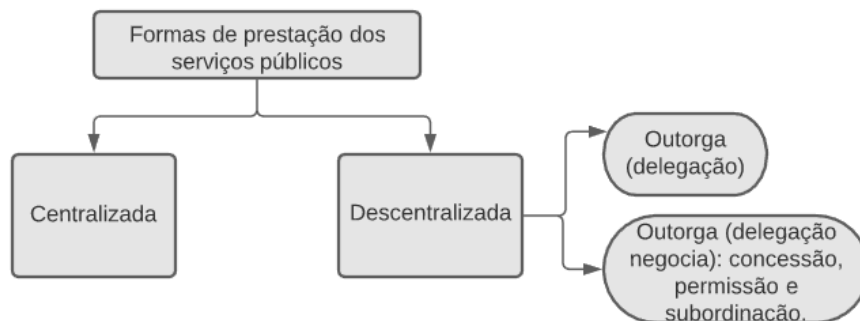 Formas de prestação dos
serviços públicos
Centralizada
Descentralizada
Outorga
(delegação)
Outorga (delegação
negocia): concessão,
permissão e
subordinação.